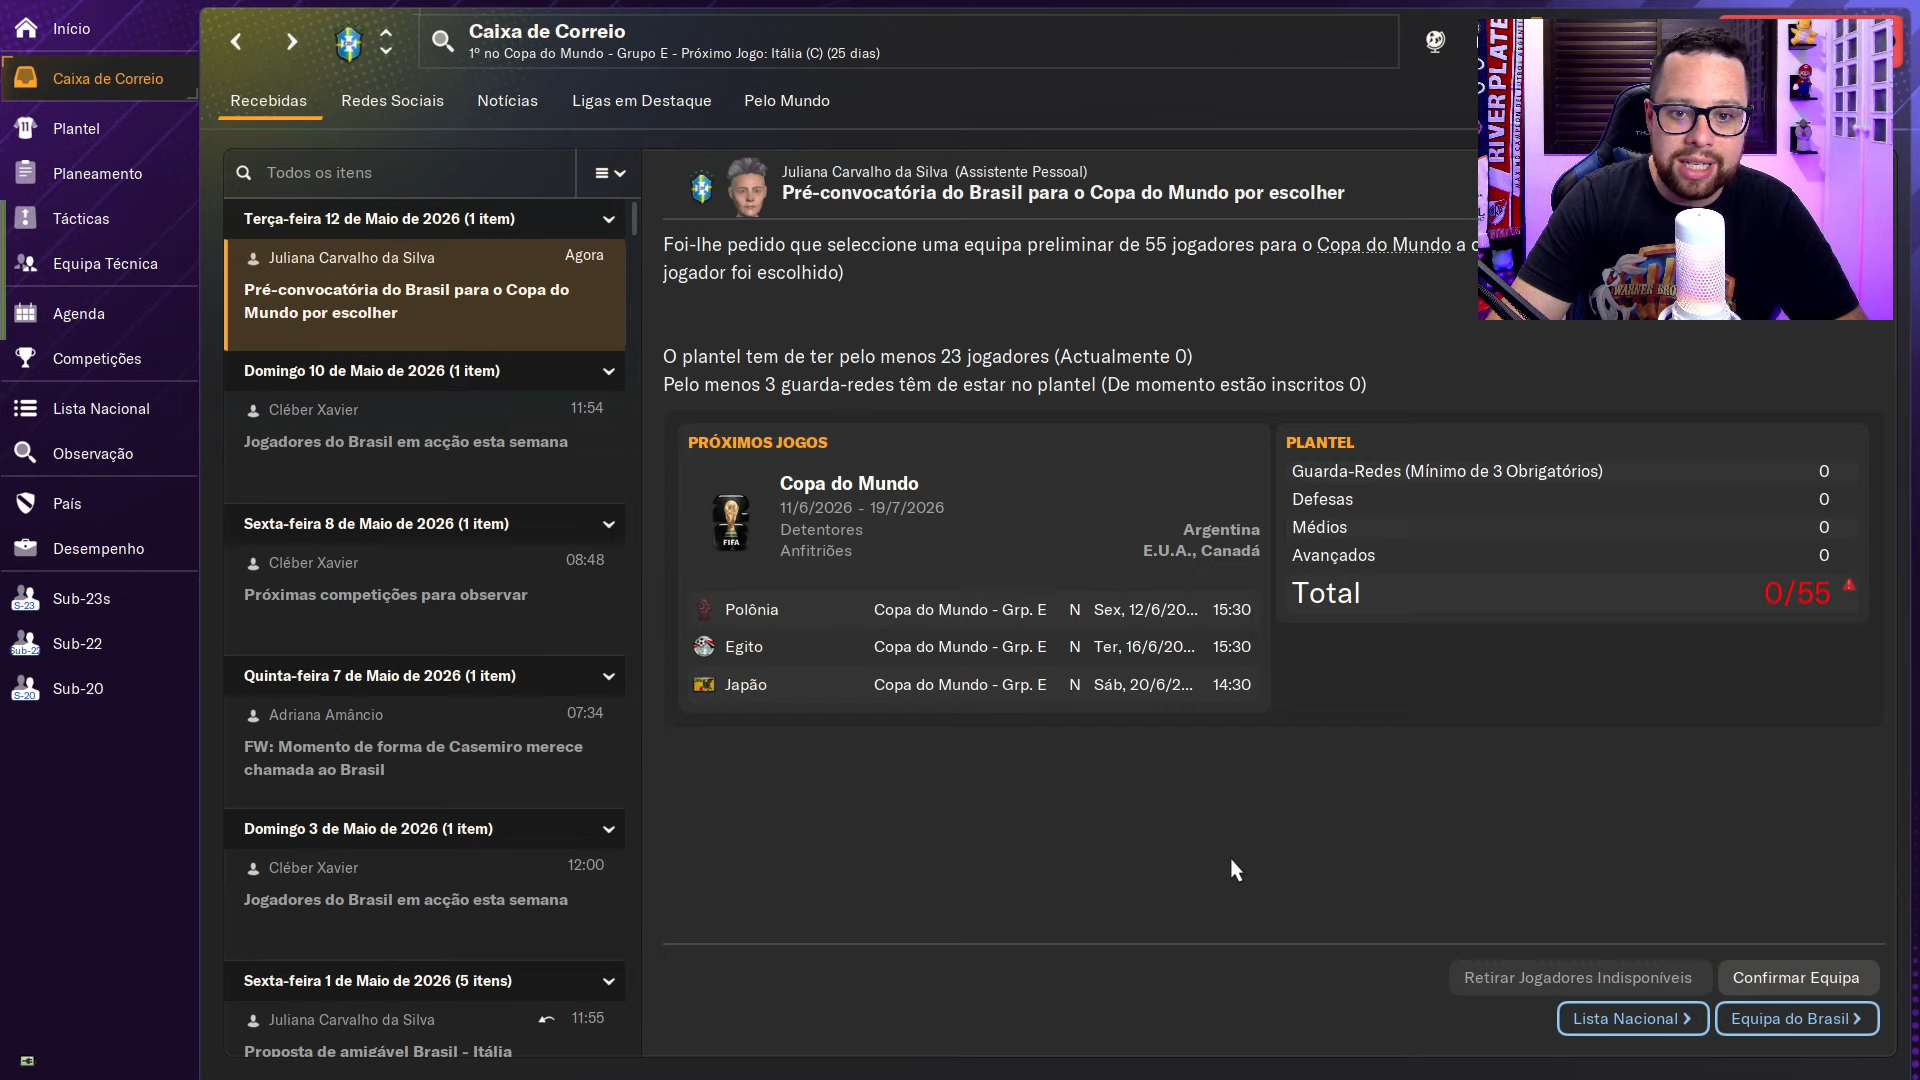 Início
Caixa de Correio
Plantel
Planeamento
Tácticas
Equipa Técnica
Agenda
Competições
Lista Nacional
Observação
País
Desempenho
Sub-23s
Sub-22
Sub-20
Caixa de Correio
1º no Copa do Mundo - Grupo E - Próximo Jogo: Itália (C) (25 dias)
Recebidas
Redes Sociais
Notícias
Ligas em Destaque
Pelo Mundo
Todos os itens
Terça-feira 12 de Maio de 2026 (1 item)
Juliana Carvalho da Silva
Agora
Pré-convocatória do Brasil para o Copa do
Mundo por escolher
Domingo 10 de Maio de 2026 (1 item)
Cléber Xavier
11:54
Jogadores do Brasil em acção esta semana
Sexta-feira 8 de Maio de 2026 (1 item)
Cléber Xavier
08:48
Próximas competições para observar
Quinta-feira 7 de Maio de 2026 (1 item)
Adriana Amâncio
07:34
FW: Momento de forma de Casemiro merece
chamada ao Brasil
Domingo 3 de Maio de 2026 (1 item)
Cléber Xavier
12:00
Jogadores do Brasil em acção esta semana
Sexta-feira 1 de Maio de 2026 (5 itens)
Juliana Carvalho da Silva
11:55
Proposta de amigável Brasil - Itália
Juliana Carvalho da Silva (Assistente Pessoal)
Pré-convocatória do Brasil para o Copa do Mundo por escolher
Foi-lhe pedido que seleccione uma equipa preliminar de 55 jogadores para o Copa do Mundo a
jogador foi escolhido)
O plantel tem de ter pelo menos 23 jogadores (Actualmente 0)
Pelo menos 3 guarda-redes têm de estar no plantel (De momento estão inscritos 0)
PRÓXIMOS JOGOS
Copa do Mundo
11/6/2026 - 19/7/2026
Detentores Argentina
Anfitriões E.U.A., Canadá
FIFA
Polônia Copa do Mundo - Grp. E N Sex, 12/6/20... 15:30
Egito Copa do Mundo - Grp. E N Ter, 16/6/20... 15:30
Japão Copa do Mundo - Grp. E N Sáb, 20/6/2... 14:30
PLANTEL
Guarda-Redes (Mínimo de 3 Obrigatórios) 0
Defesas 0
Médios 0
Avançados 0
Total 0/55
Retirar Jogadores Indisponíveis
Confirmar Equipa
Lista Nacional
Equipa do Brasil
S-23
Sub-22
S-20
11
RIVERPLATE
WARNER BRO